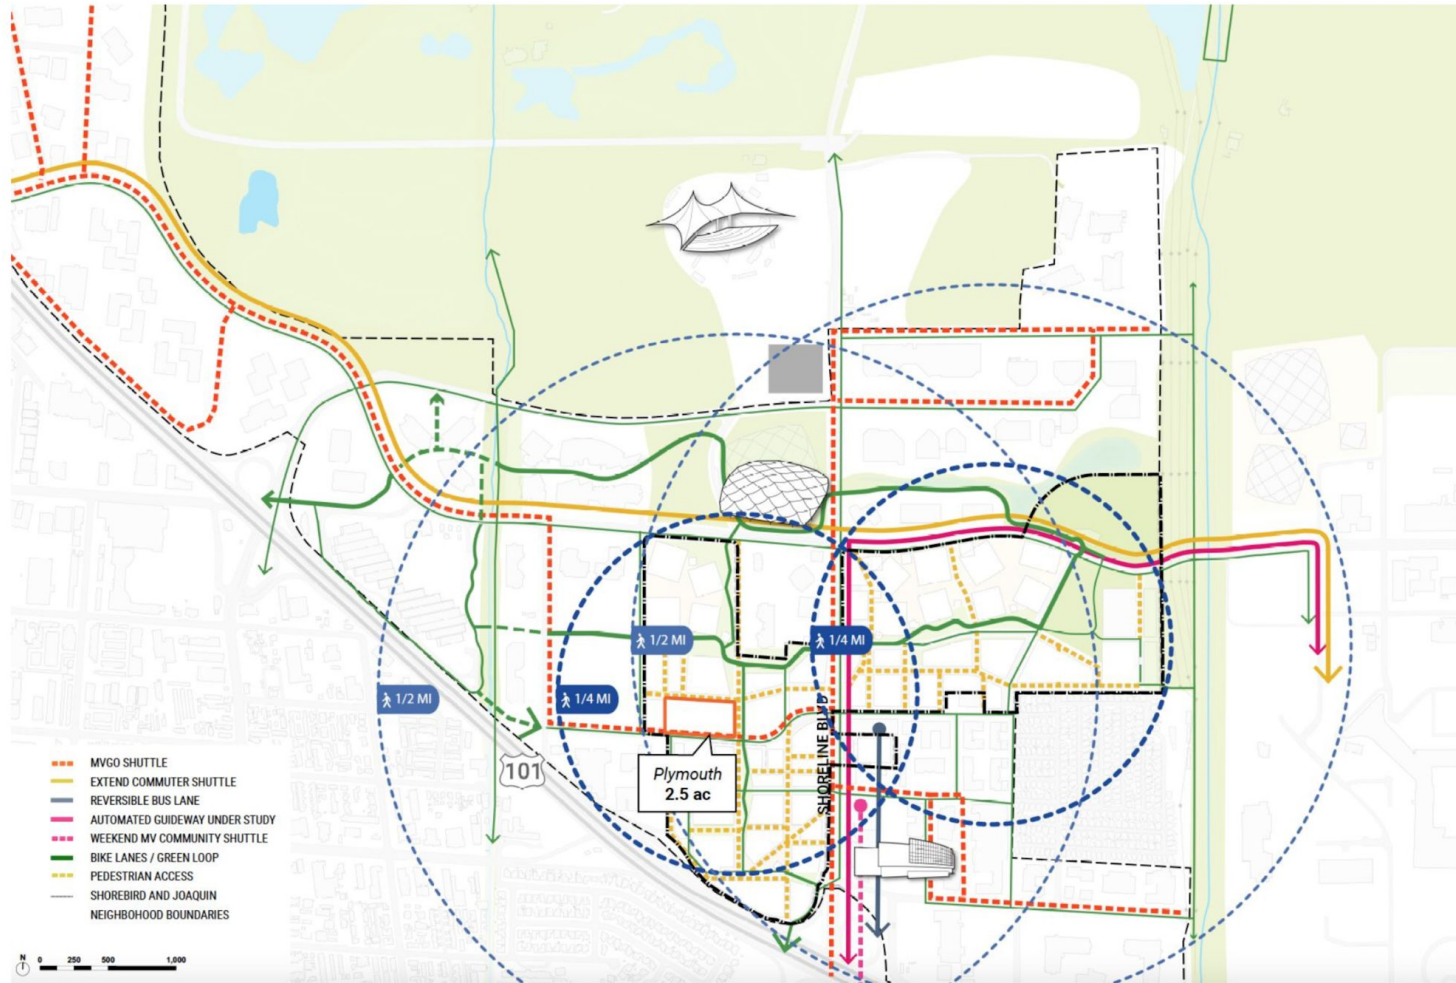 1/2 MI
1/4 MI
1/2 MI
1/4 MI
SHORELINE BLVD
101
Plymouth
2.5 ac
MVGO SHUTTLE
EXTEND COMMUTER SHUTTLE
REVERSIBLE BUS LANE
AUTOMATED GUIDEWAY UNDER STUDY
WEEKEND MV COMMUNITY SHUTTLE
BIKE LANES / GREEN LOOP
PEDESTRIAN ACCESS
SHOREBIRD AND JOAQUIN
NEIGHBOHOOD BOUNDARIES
N
0 250 500 1,000